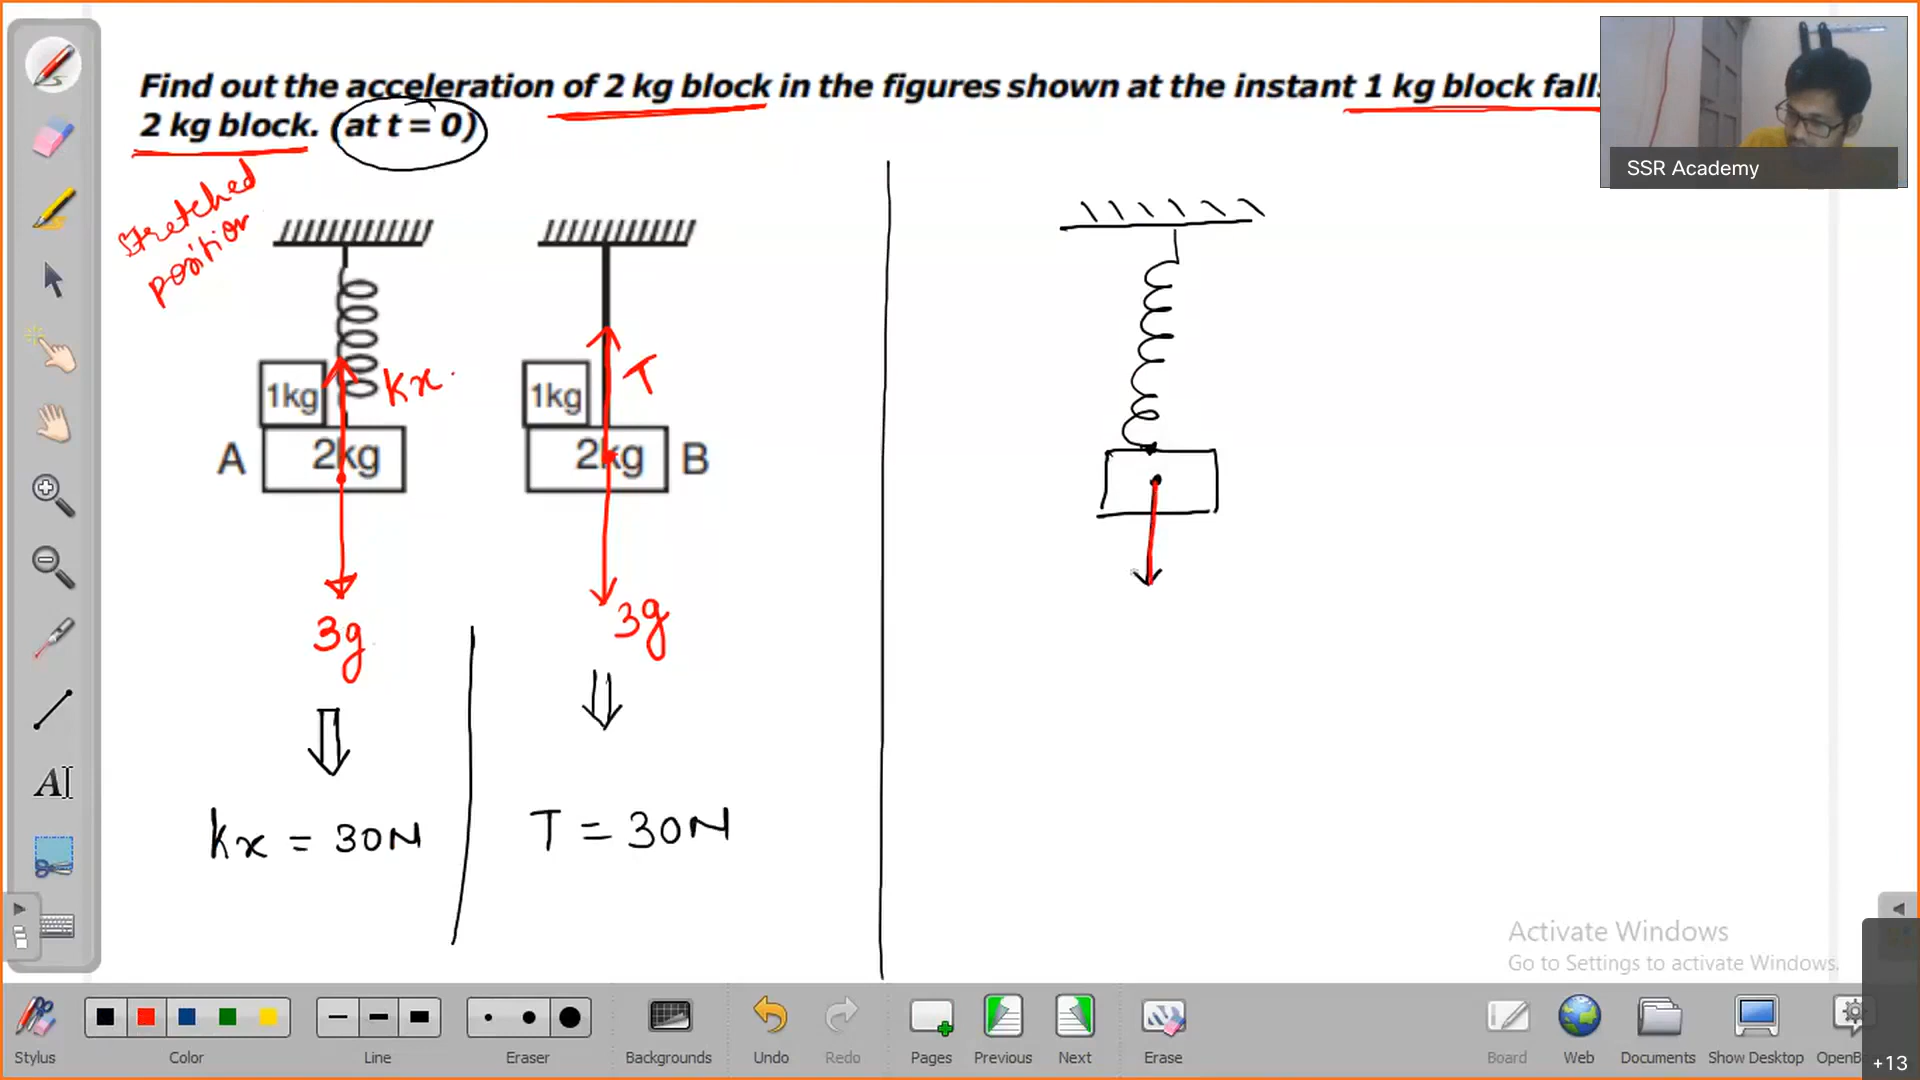 Find out the acceleration of 2 kg block in the figures shown at the instant 1 kg block fall
2 kg block. (at t = 0)
SSR Academy
Stretched
position
1kg
kx
2kg
A
3g
kx = 30N
1kg
T
2kg
B
3g
T = 30N
Activate Windows
Go to Settings to activate Windows.
A
Stylus
Color
Line
Eraser
Backgrounds
Undo
Redo
Pages
Previous
Next
Erase
Board
Web
Documents
Show Desktop
OpenB
+13